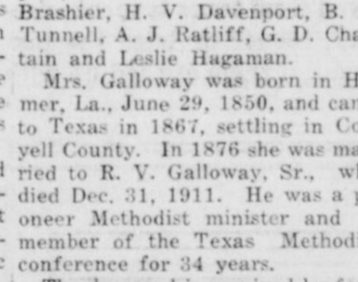 Brashier, H. V. Davenport, B.
Tunnell, A. J. Ratliff, G. D. Cha
tain and Leslie Hagaman.
Mrs. Galloway was born in H
mer, La., June 29, 1850, and car
to Texas in 1867, settling in Co
yell County. In 1876 she was ma
ried to R. V. Galloway, Sr., w
died Dec. 31, 1911. He was a p
oneer Methodist minister and
member of the Texas Methodi
conference for 34 years.